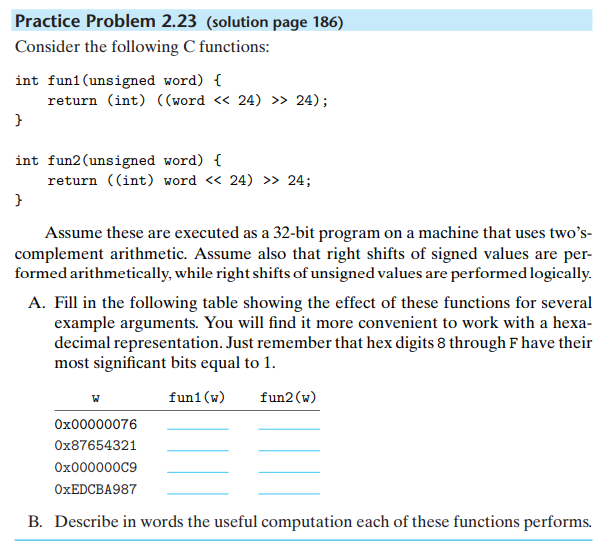 Practice Problem 2.23 (solution page 186)
Consider the following C functions:
int fun1(unsigned word) {
    return (int) ((word << 24) >> 24);
}
int fun2(unsigned word) {
    return ((int) word << 24) >> 24;
}
Assume these are executed as a 32-bit program on a machine that uses two's-
complement arithmetic. Assume also that right shifts of signed values are per-
formed arithmetically, while right shifts of unsigned values are performed logically.
A. Fill in the following table showing the effect of these functions for several
example arguments. You will find it more convenient to work with a hexa-
decimal representation. Just remember that hex digits 8 through F have their
most significant bits equal to 1.
w fun1(w) fun2(w)
0x00000076
0x87654321
0x000000C9
0xEDCBA987
B. Describe in words the useful computation each of these functions performs.